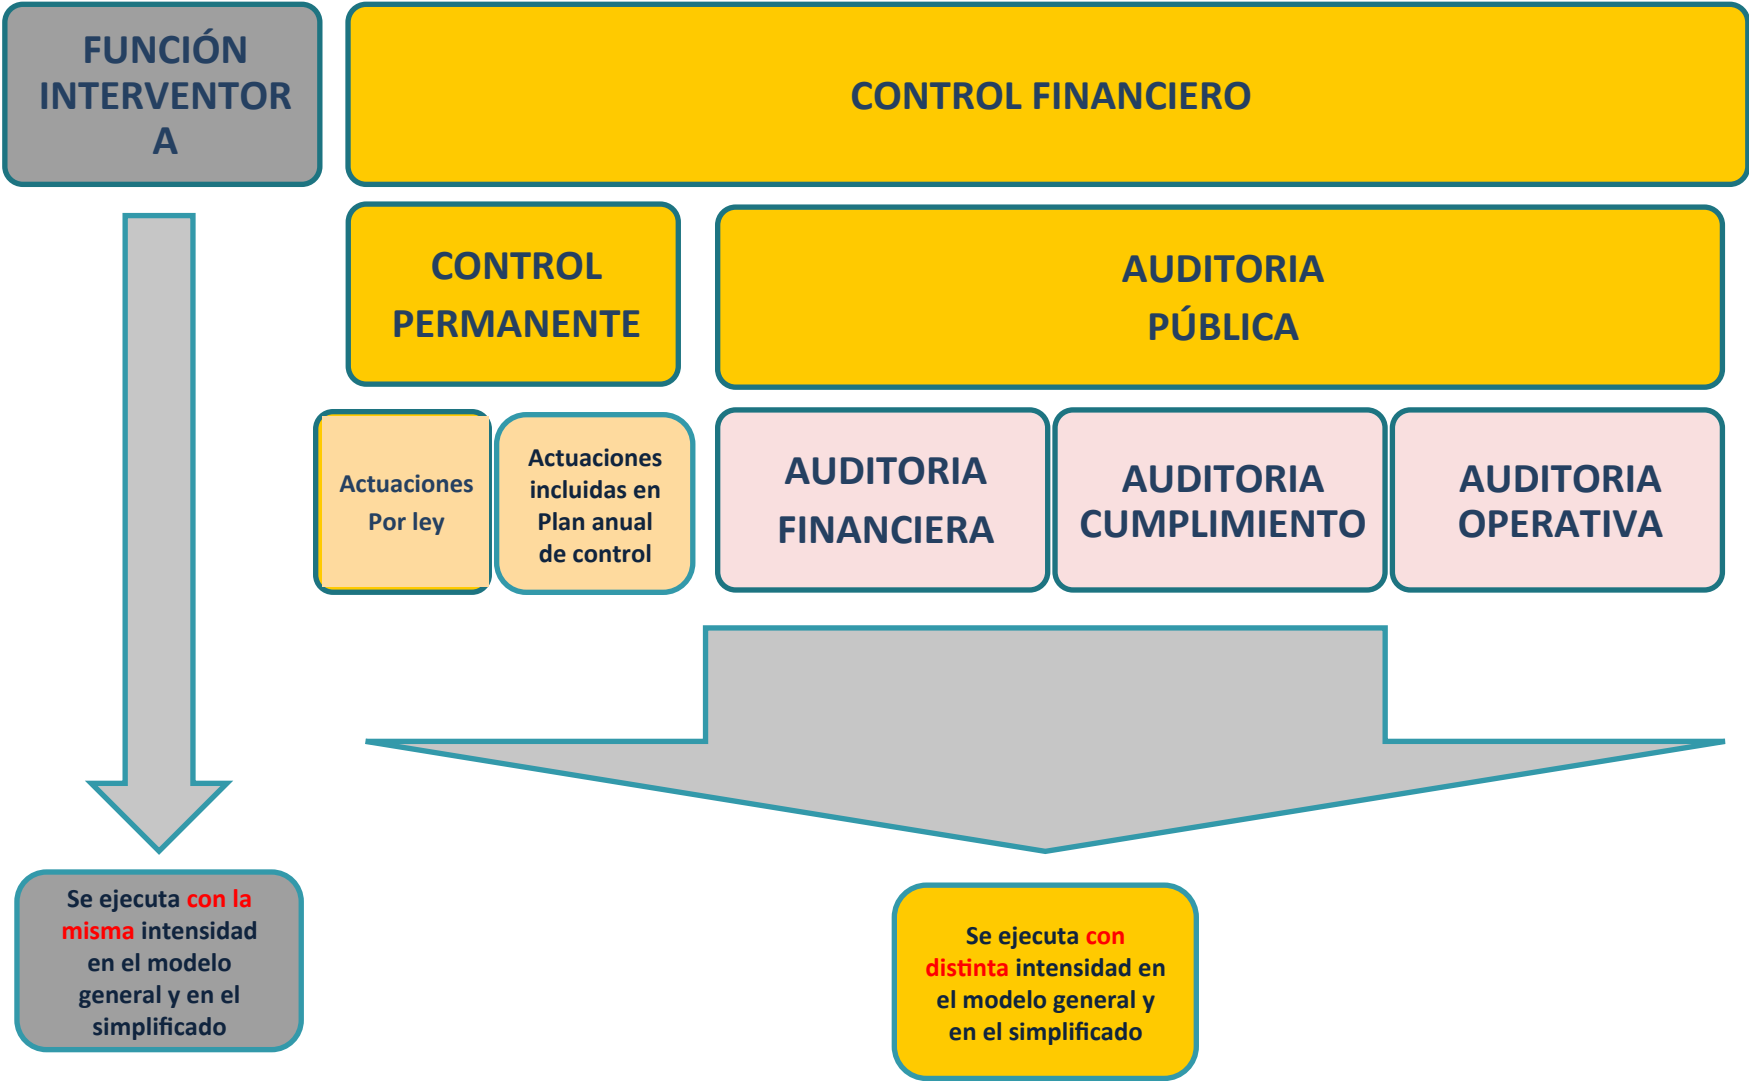 FUNCIÓN
INTERVENTOR
A
CONTROL FINANCIERO
CONTROL
PERMANENTE
AUDITORIA
PÚBLICA
Actuaciones
Por ley
Actuaciones
incluidas en
Plan anual
de control
AUDITORIA
FINANCIERA
AUDITORIA
CUMPLIMIENTO
AUDITORIA
OPERATIVA
Se ejecuta con la
misma intensidad
en el modelo
general y en el
simplificado
Se ejecuta con
distinta intensidad en
el modelo general y
en el simplificado